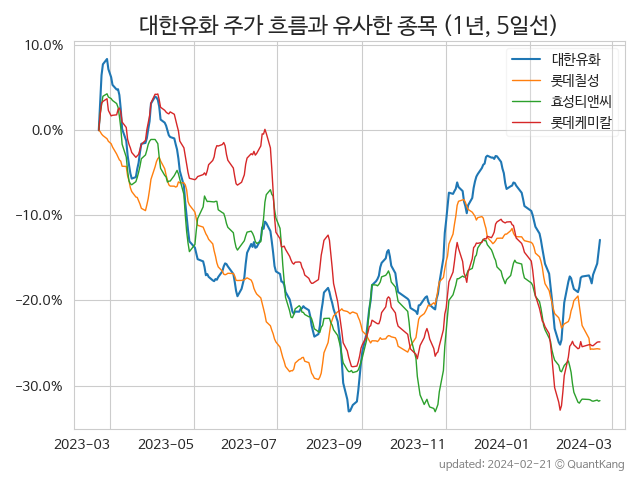 대한유화 주가 흐름과 유사한 종목 (1년, 5일선)
10.0%
0.0%
−10.0%
−20.0%
−30.0%
대한유화
롯데칠성
효성티앤씨
롯데케미칼
2023-03 2023-05 2023-07 2023-09 2023-11 2024-01 2024-03
updated: 2024-02-21 © QuantKang